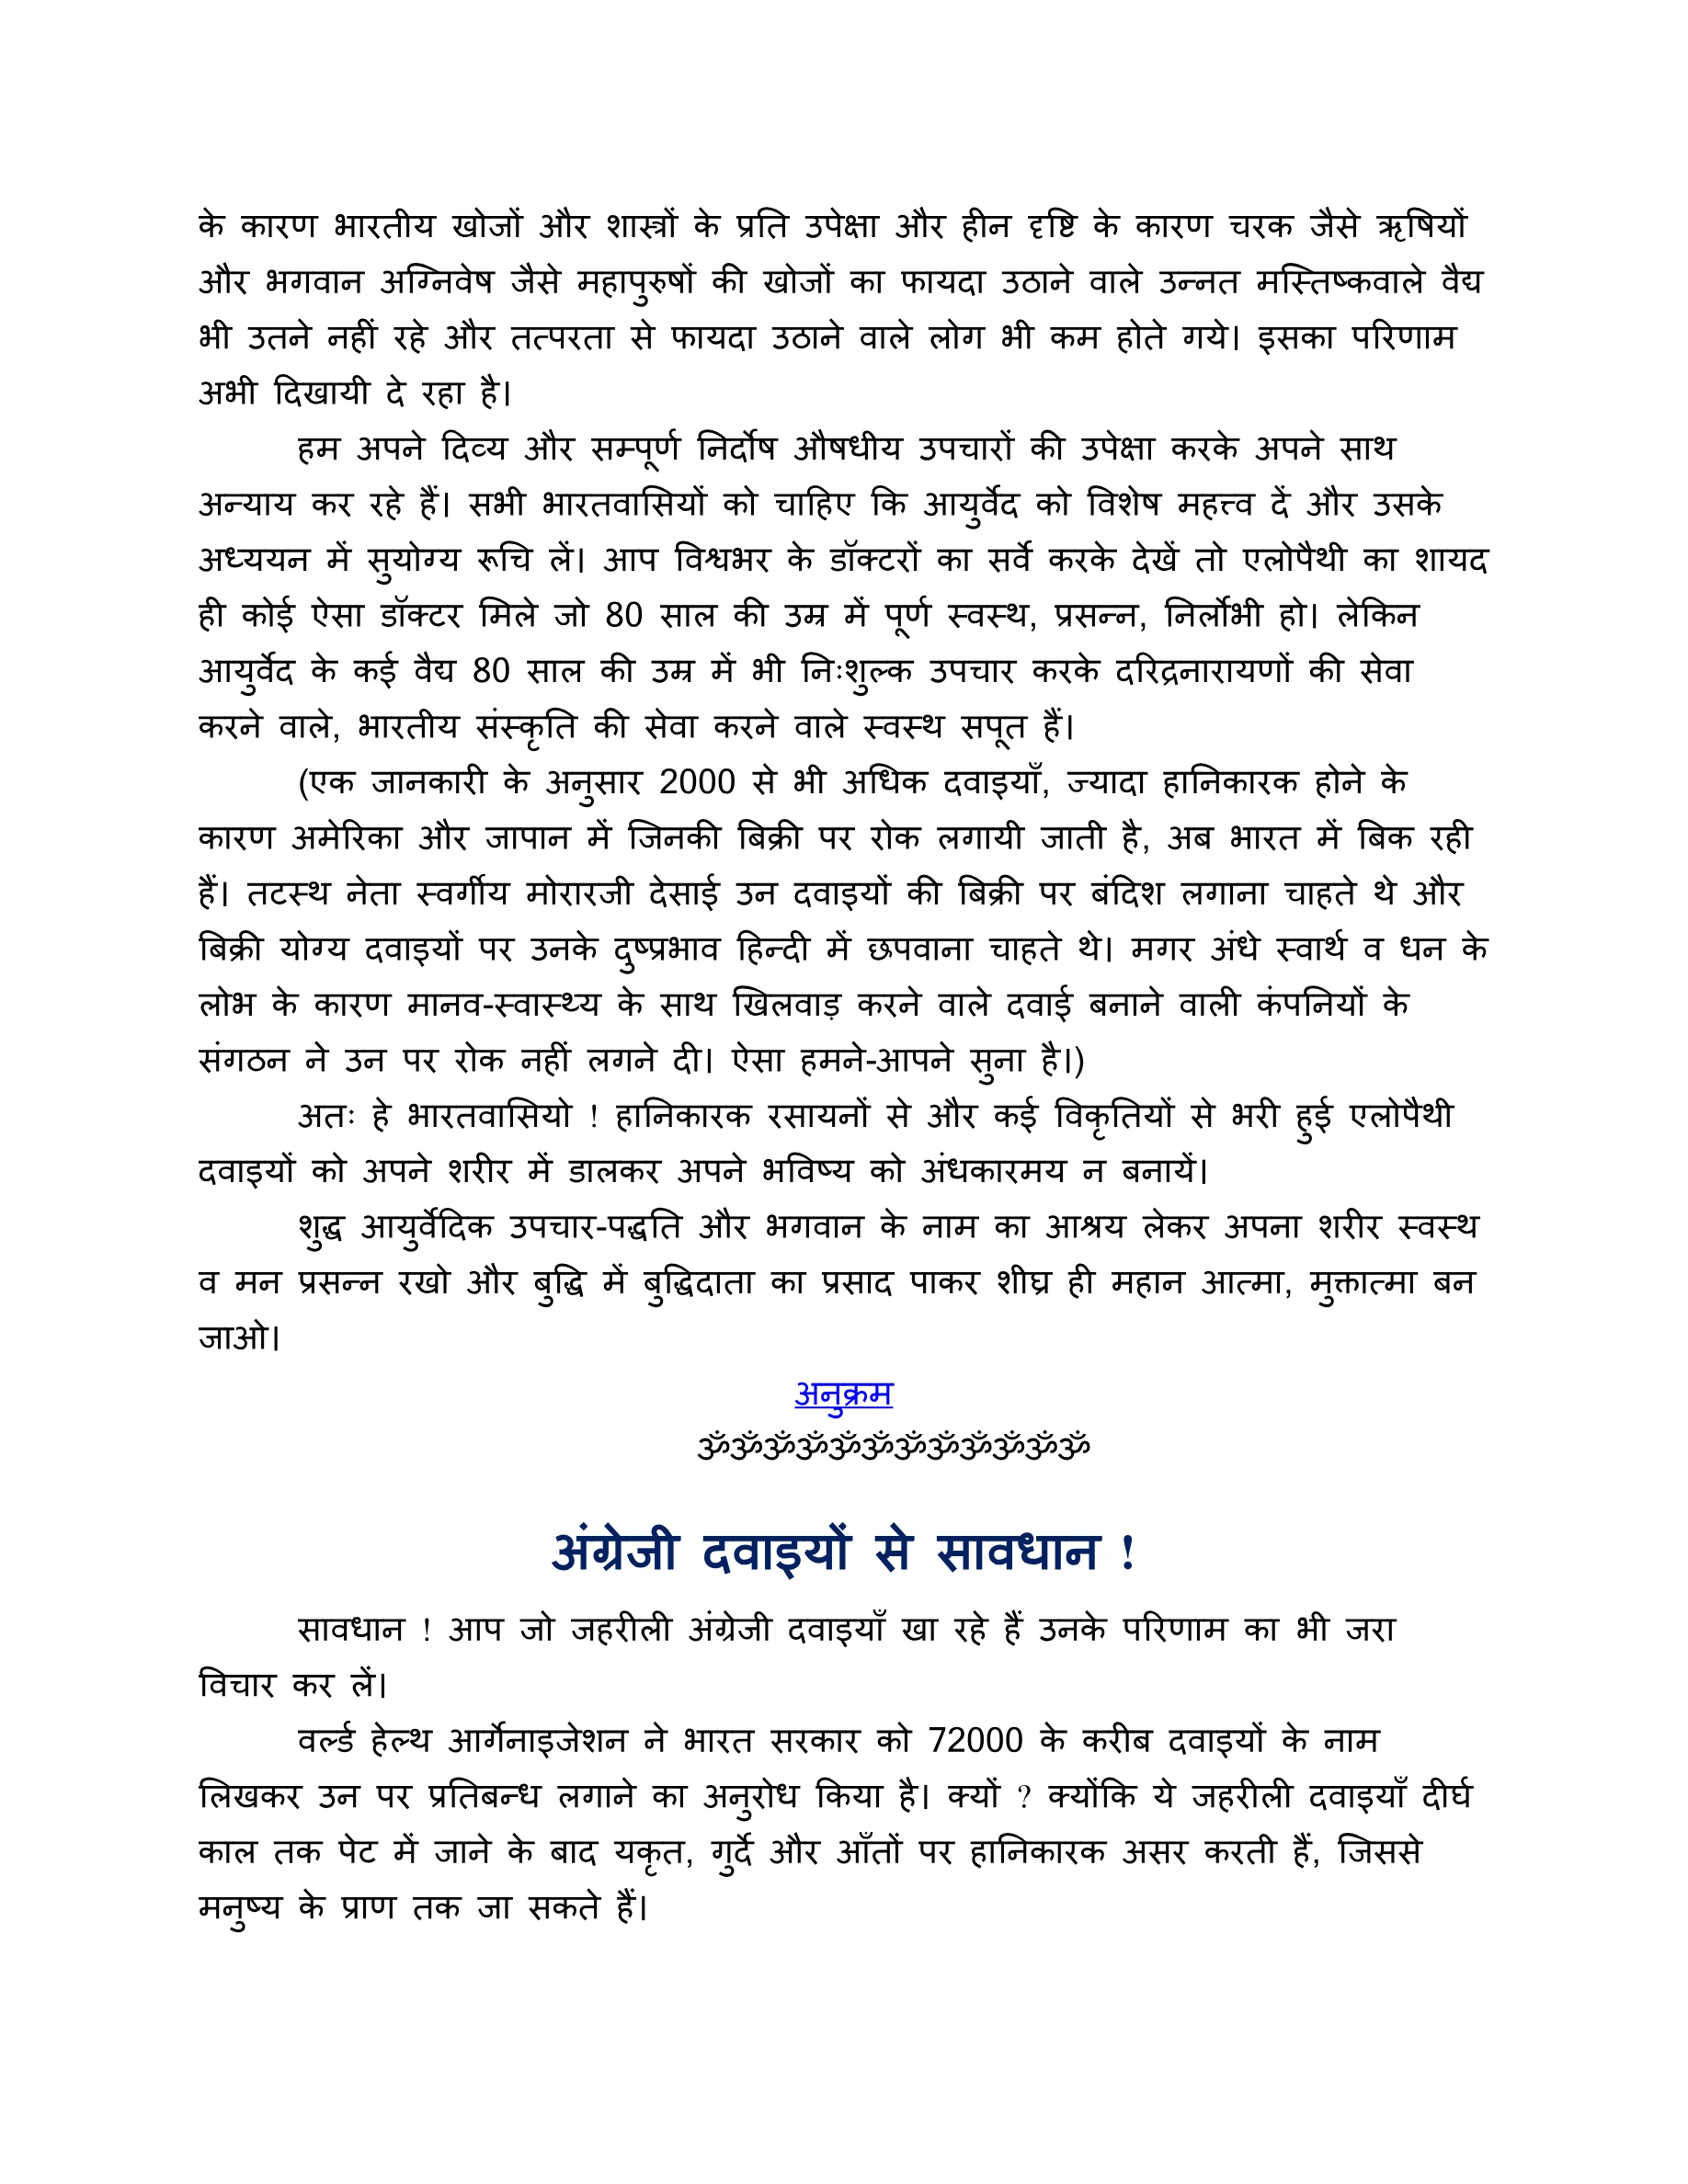 के कारण भारतीय खोजों और शास्त्रों के प्रति उपेक्षा और हीन दृष्टि के कारण चरक जैसे ऋषियों
और भगवान अग्निवेष जैसे महापुरुषों की खोजों का फायदा उठाने वाले उन्नत मस्तिष्कवाले वैद्य
भी उतने नहीं रहे और तत्परता से फायदा उठाने वाले लोग भी कम होते गये। इसका परिणाम
अभी दिखायी दे रहा है।
हम अपने दिव्य और सम्पूर्ण निर्दोष औषधीय उपचारों की उपेक्षा करके अपने साथ
अन्याय कर रहे हैं। सभी भारतवासियों को चाहिए कि आयुर्वेद को विशेष महत्त्व दें और उसके
अध्ययन में सुयोग्य रूचि लें। आप विश्वभर के डॉक्टरों का सर्वे करके देखें तो एलोपैथी का शायद
ही कोई ऐसा डॉक्टर मिले जो 80 साल की उम्र में पूर्ण स्वस्थ, प्रसन्न, निर्लोभी हो। लेकिन
आयुर्वेद के कई वैद्य 80 साल की उम्र में भी निःशुल्क उपचार करके दरिद्रनारायणों की सेवा
करने वाले, भारतीय संस्कृति की सेवा करने वाले स्वस्थ सपूत हैं।
(एक जानकारी के अनुसार 2000 से भी अधिक दवाइयाँ, ज्यादा हानिकारक होने के
कारण अमेरिका और जापान में जिनकी बिक्री पर रोक लगायी जाती है, अब भारत में बिक रही
हैं। तटस्थ नेता स्वर्गीय मोरारजी देसाई उन दवाइयों की बिक्री पर बंदिश लगाना चाहते थे और
बिक्री योग्य दवाइयों पर उनके दुष्प्रभाव हिन्दी में छपवाना चाहते थे। मगर अंधे स्वार्थ व धन के
लोभ के कारण मानव-स्वास्थ्य के साथ खिलवाड़ करने वाले दवाई बनाने वाली कंपनियों के
संगठन ने उन पर रोक नहीं लगने दी। ऐसा हमने-आपने सुना है।)
अतः हे भारतवासियो ! हानिकारक रसायनों से और कई विकृतियों से भरी हुई एलोपैथी
दवाइयों को अपने शरीर में डालकर अपने भविष्य को अंधकारमय न बनायें।
शुद्ध आयुर्वेदिक उपचार-पद्धति और भगवान के नाम का आश्रय लेकर अपना शरीर स्वस्थ
व मन प्रसन्न रखो और बुद्धि में बुद्धिदाता का प्रसाद पाकर शीघ्र ही महान आत्मा, मुक्तात्मा बन
जाओ।
अनुक्रम
ॐॐॐॐॐॐॐॐॐॐॐॐ
अंग्रेजी दवाइयों से सावधान !
सावधान ! आप जो जहरीली अंग्रेजी दवाइयाँ खा रहे हैं उनके परिणाम का भी जरा
विचार कर लें।
वर्ल्ड हेल्थ आर्गेनाइजेशन ने भारत सरकार को 72000 के करीब दवाइयों के नाम
लिखकर उन पर प्रतिबन्ध लगाने का अनुरोध किया है। क्यों ? क्योंकि ये जहरीली दवाइयाँ दीर्घ
काल तक पेट में जाने के बाद यकृत, गुर्दे और आँतों पर हानिकारक असर करती हैं, जिससे
मनुष्य के प्राण तक जा सकते हैं।